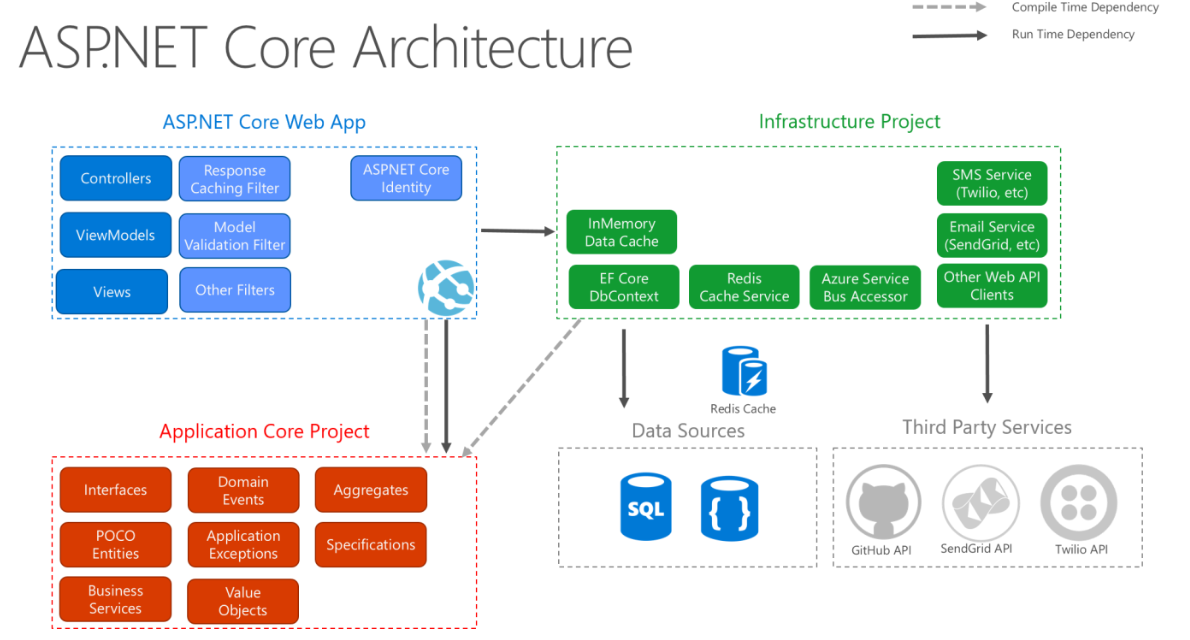 Compile Time Dependency
Run Time Dependency
ASP.NET Core Architecture
ASP.NET Core Web App
Controllers
Response
Caching Filter
ASPNET Core
Identity
ViewModels
Model
Validation Filter
Views
Other Filters
Infrastructure Project
SMS Service
(Twilio, etc)
InMemory
Data Cache
Email Service
(SendGrid, etc)
EF Core
DbContext
Redis
Cache Service
Azure Service
Bus Accessor
Other Web API
Clients
Redis Cache
Application Core Project
Interfaces
Domain
Events
Aggregates
POCO
Entities
Application
Exceptions
Specifications
Business
Services
Value
Objects
Data Sources
SQL
{ }
Third Party Services
GitHub API
SendGrid API
Twilio API